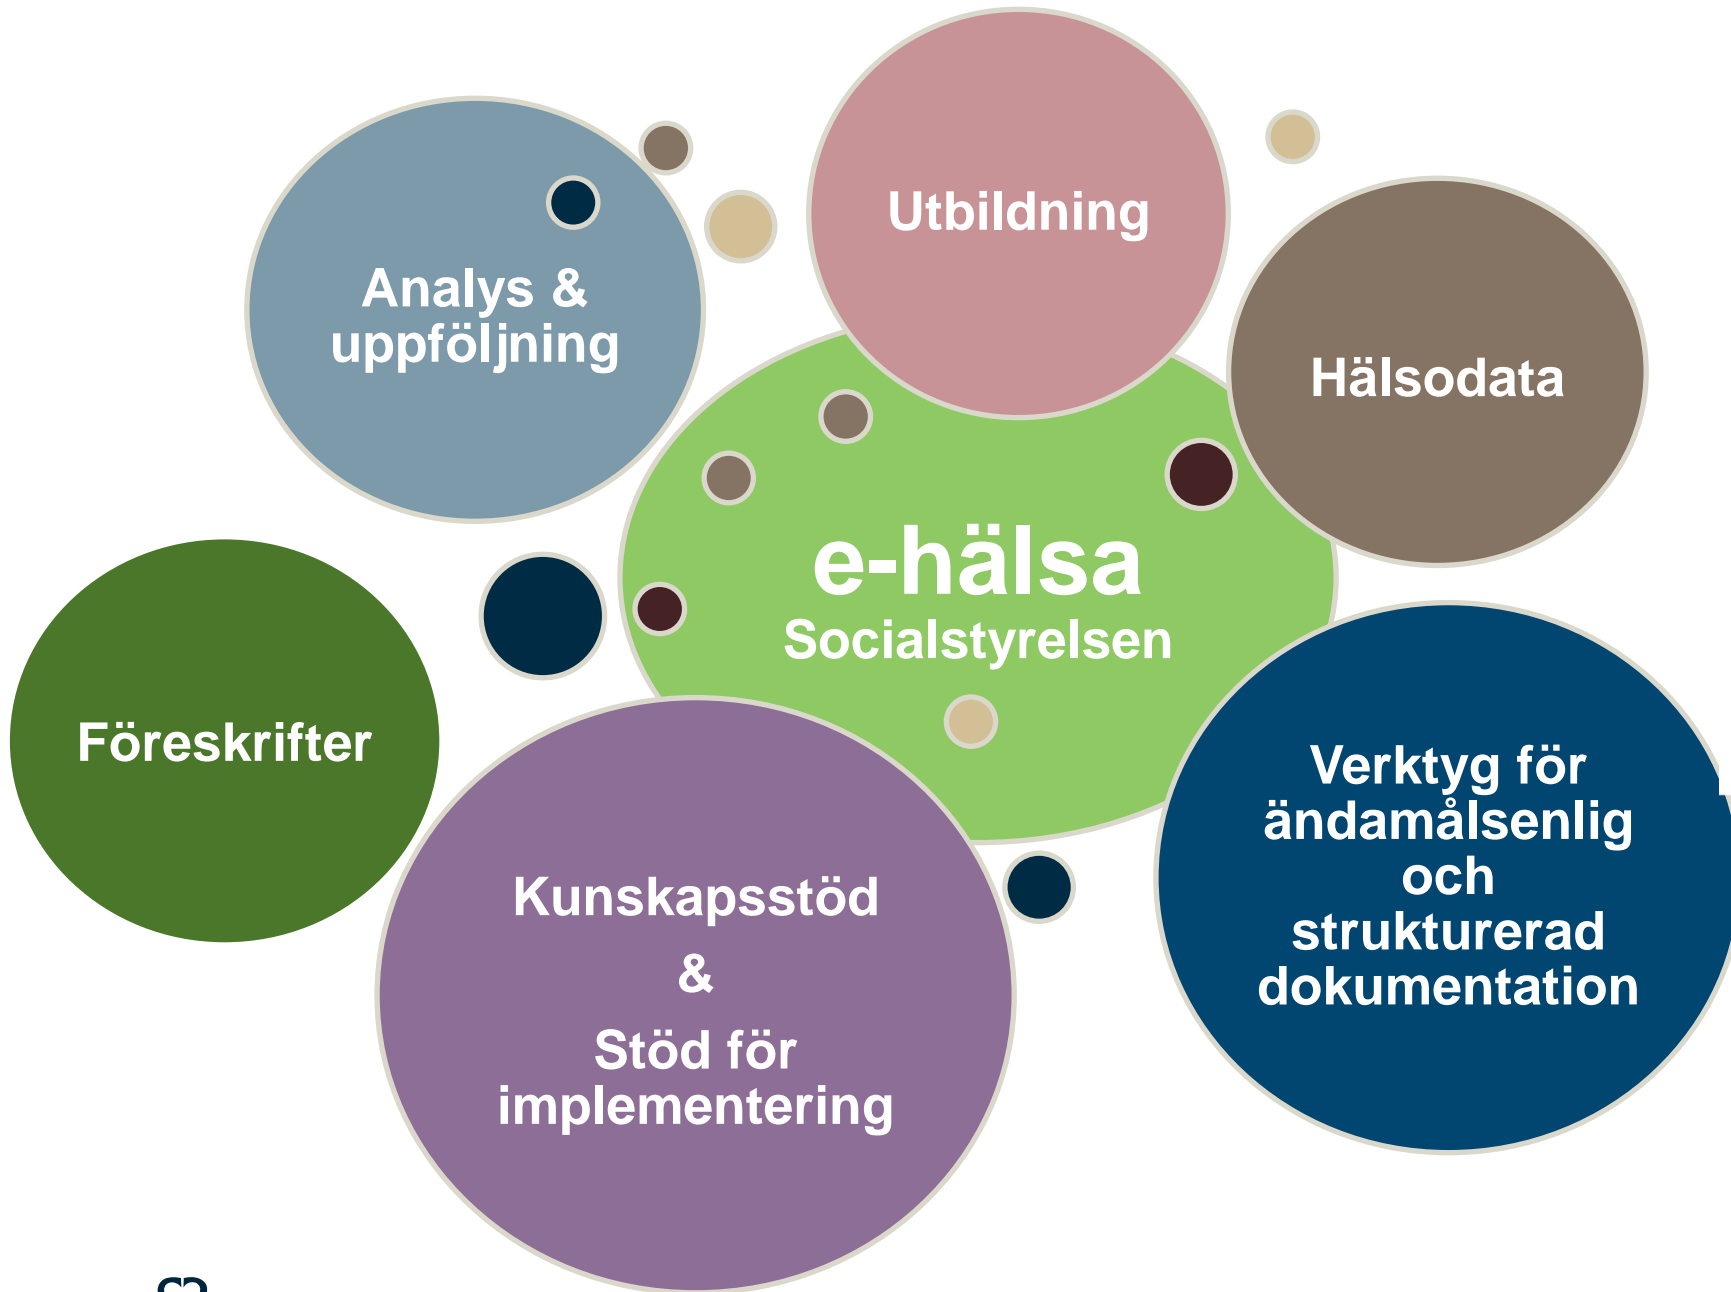 Utbildning
Analys &
uppföljning
Hälsodata
e-hälsa
Socialstyrelsen
Föreskrifter
Verktyg för
ändamålsenlig
och
strukturerad
dokumentation
Kunskapsstöd
&
Stöd för
implementering